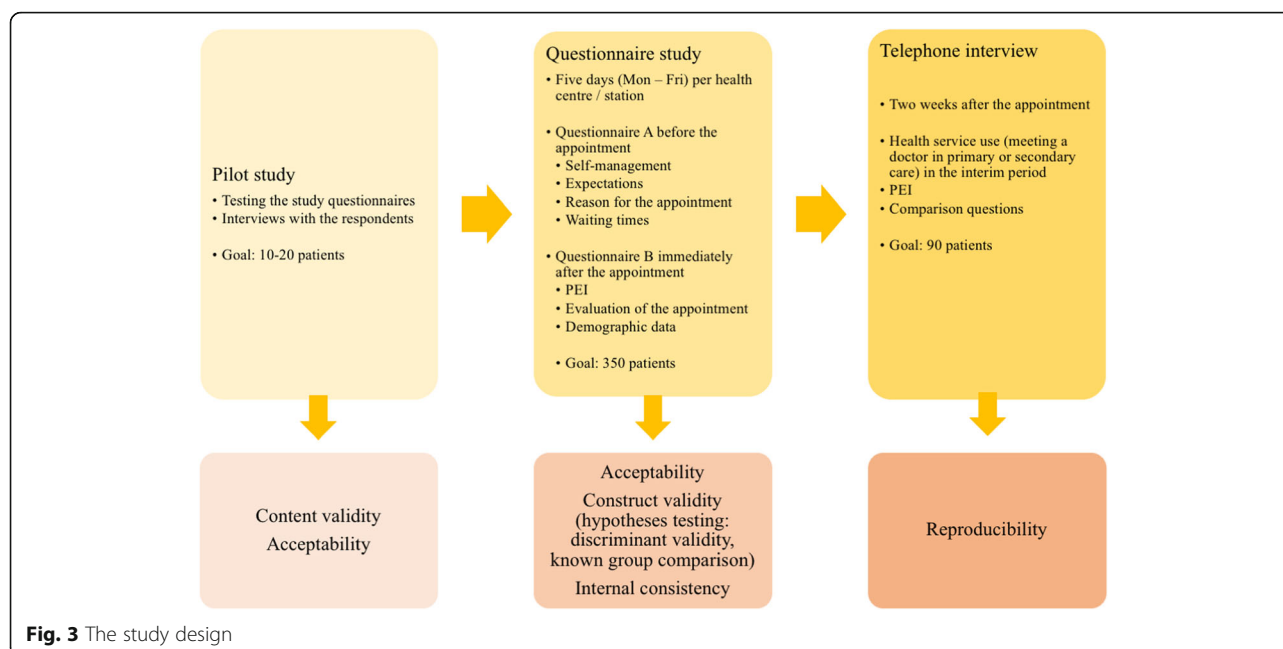 Pilot study
• Testing the study questionnaires
• Interviews with the respondents
• Goal: 10-20 patients
Questionnaire study
• Five days (Mon – Fri) per health
centre / station
• Questionnaire A before the
appointment
• Self-management
• Expectations
• Reason for the appointment
• Waiting times
• Questionnaire B immediately
after the appointment
• PEI
• Evaluation of the appointment
• Demographic data
• Goal: 350 patients
Telephone interview
• Two weeks after the appointment
• Health service use (meeting a
doctor in primary or secondary
care) in the interim period
• PEI
• Comparison questions
• Goal: 90 patients
Content validity
Acceptability
Acceptability
Construct validity
(hypotheses testing:
discriminant validity,
known group comparison)
Internal consistency
Reproducibility
Fig. 3 The study design